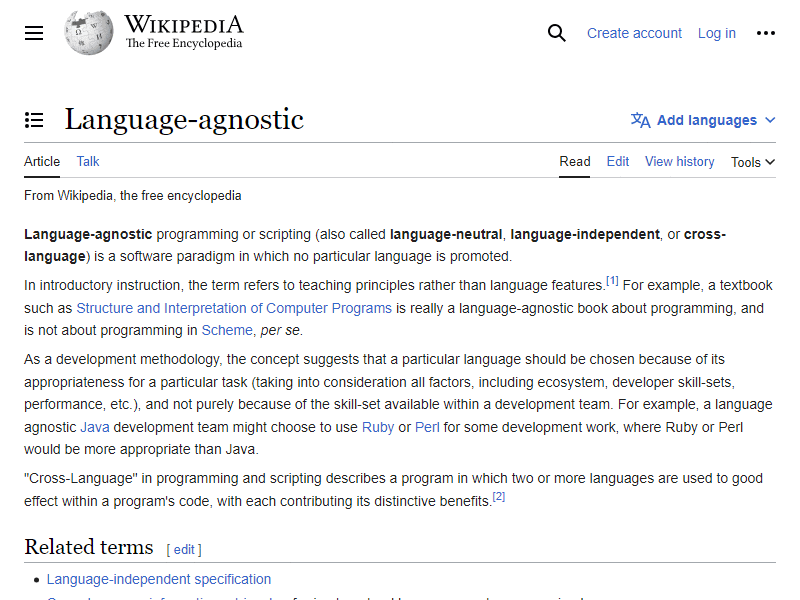 WIKIPEDIA
The Free Encyclopedia
Create account
Log in
Language-agnostic
Add languages
Article
Talk
Read
Edit
View history
Tools
From Wikipedia, the free encyclopedia
Language-agnostic programming or scripting (also called language-neutral, language-independent, or cross-
language) is a software paradigm in which no particular language is promoted.
In introductory instruction, the term refers to teaching principles rather than language features.[1] For example, a textbook
such as Structure and Interpretation of Computer Programs is really a language-agnostic book about programming, and
is not about programming in Scheme, per se.
As a development methodology, the concept suggests that a particular language should be chosen because of its
appropriateness for a particular task (taking into consideration all factors, including ecosystem, developer skill-sets,
performance, etc.), and not purely because of the skill-set available within a development team. For example, a language
agnostic Java development team might choose to use Ruby or Perl for some development work, where Ruby or Perl
would be more appropriate than Java.
"Cross-Language" in programming and scripting describes a program in which two or more languages are used to good
effect within a program's code, with each contributing its distinctive benefits.[2]
Related terms [ edit ]
Language-independent specification